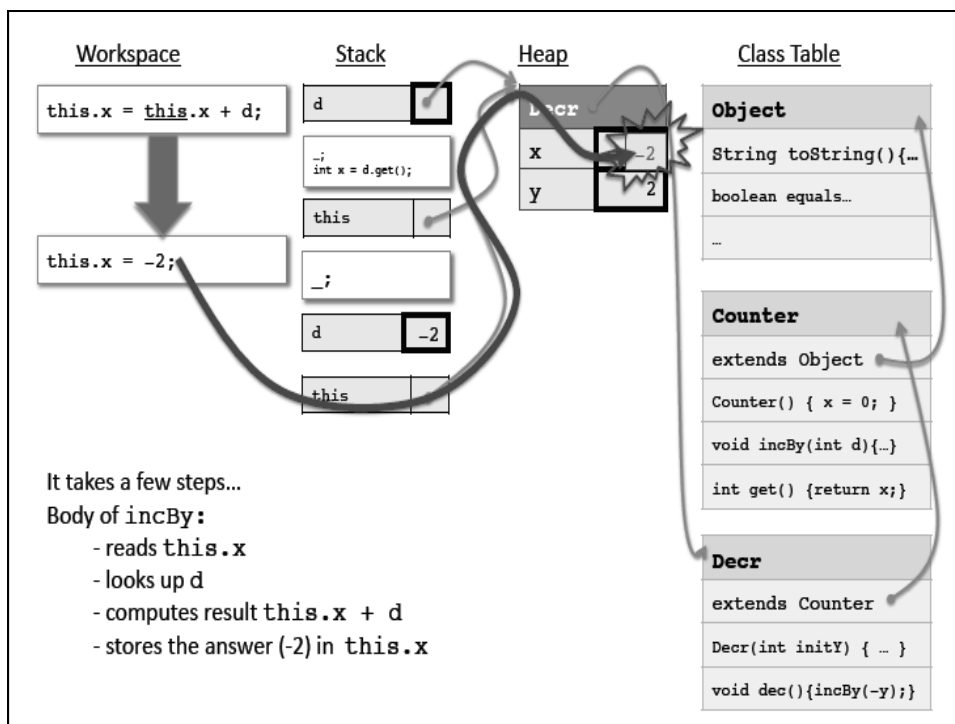 Workspace
this.x = this.x + d;
this.x = -2;
Stack
d
_;
int x = d.get();
this
_;
d -2
this
Heap
Decr
x -2
y 2
Class Table
Object
String toString(){…
boolean equals…
…
Counter
extends Object
Counter() { x = 0; }
void incBy(int d){…}
int get() {return x;}
Decr
extends Counter
Decr(int initY) { … }
void dec(){incBy(-y);}
It takes a few steps…
Body of incBy:
- reads this.x
- looks up d
- computes result this.x + d
- stores the answer (-2) in this.x